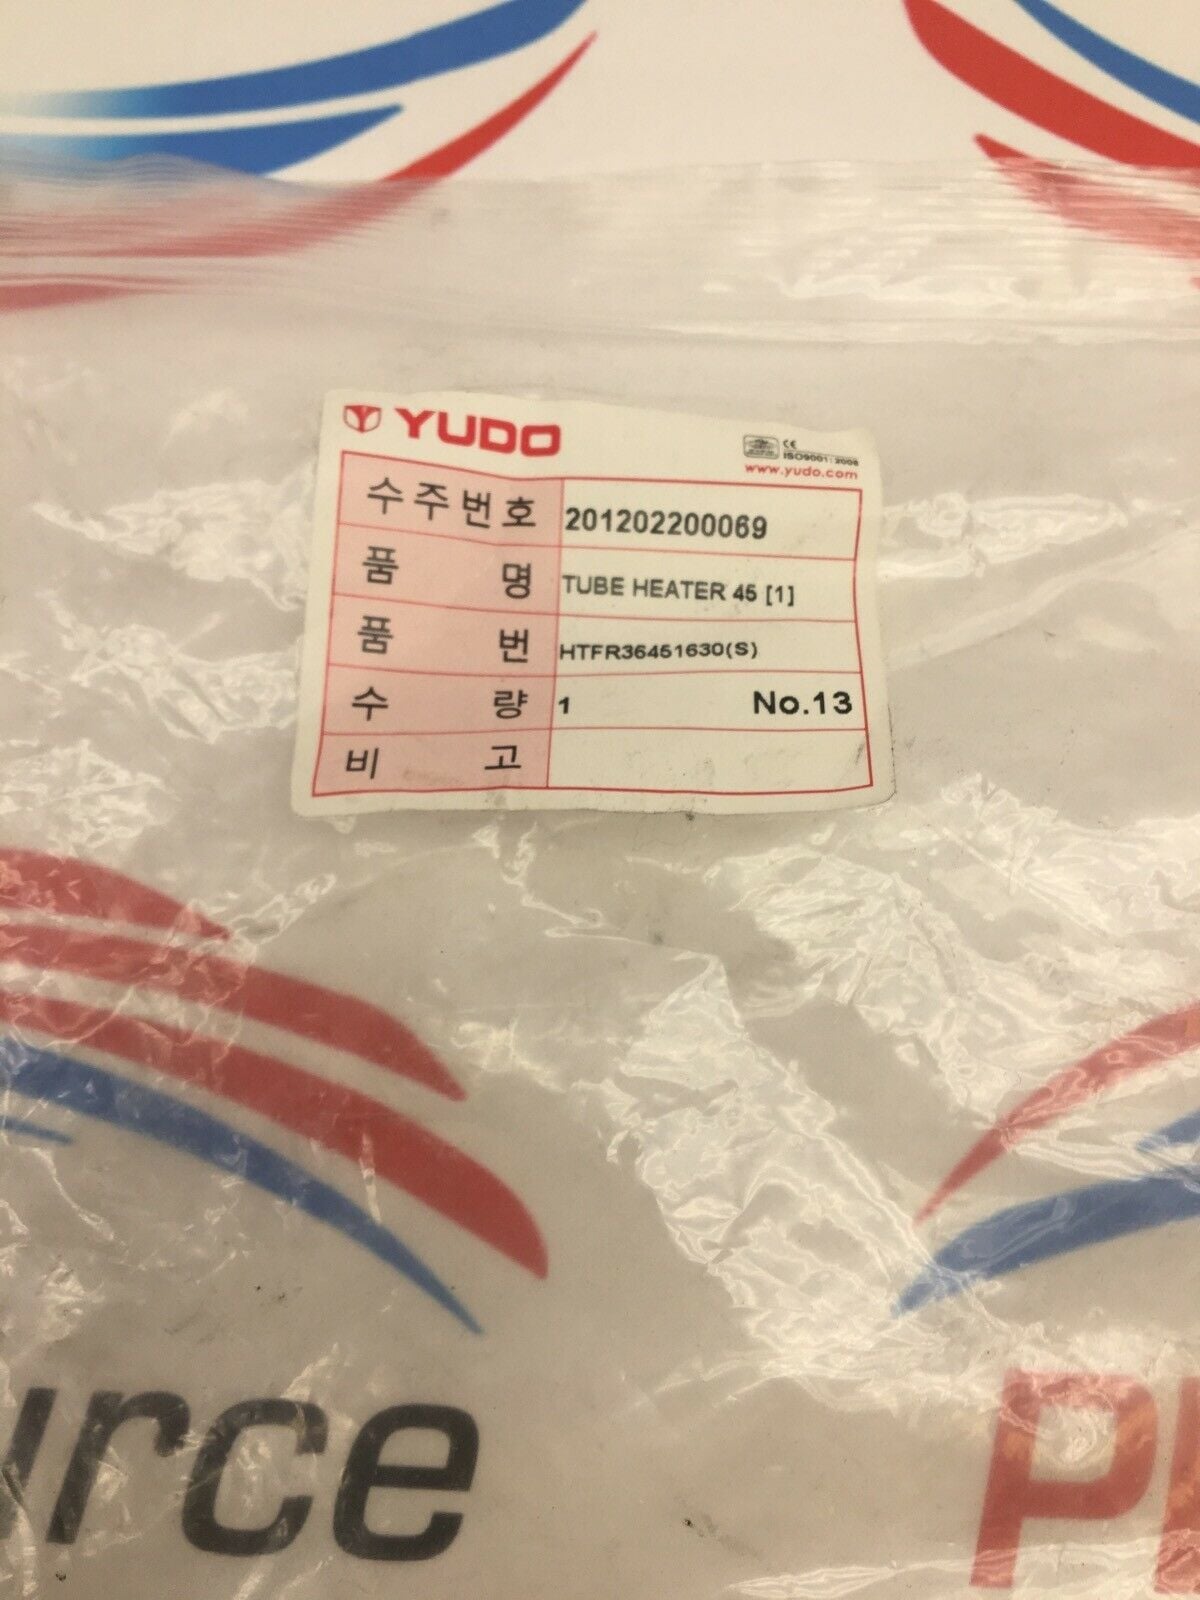 YUDO
CE
ISO9001:2008
www.yudo.com
수주번호 201202200069
품 명 TUBE HEATER 45 [1]
품 번 HTFR36451630(S)
수 량 1 No.13
비 고
urce